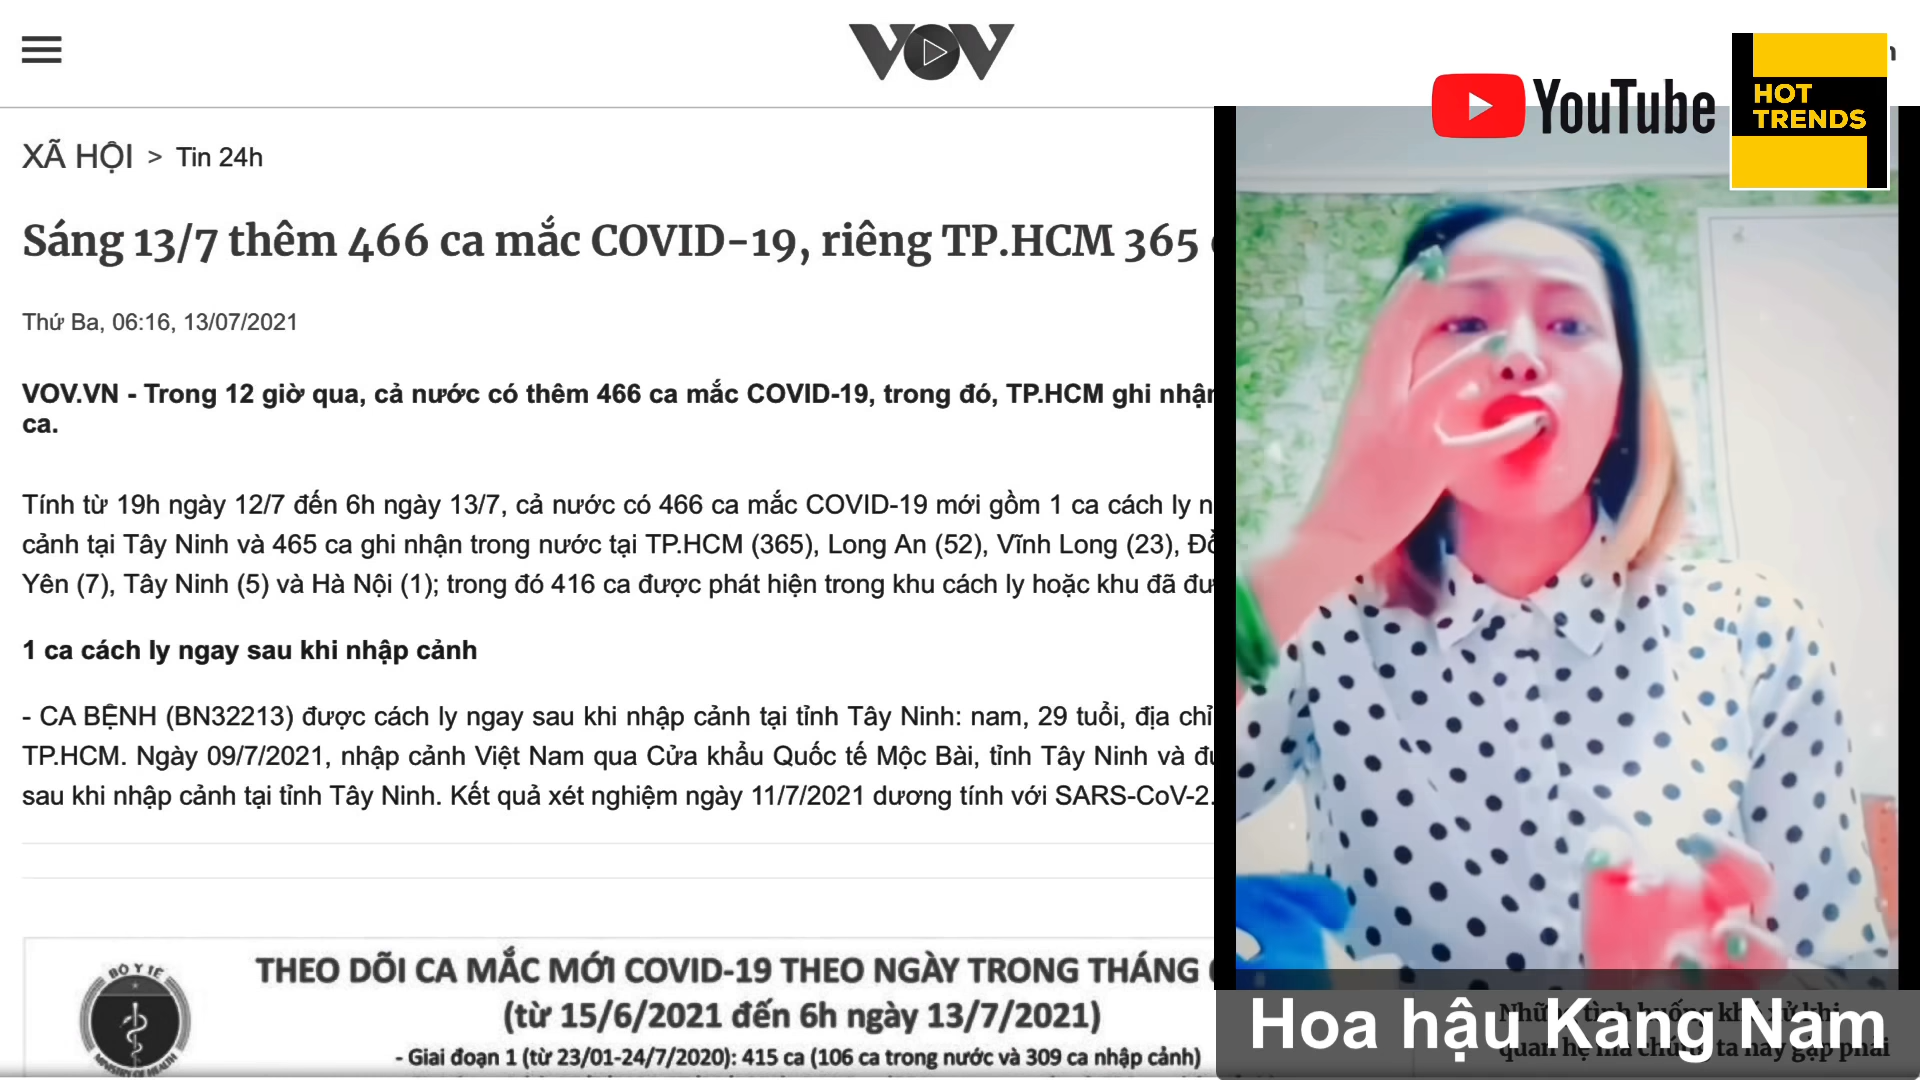 VOV
YouTube
HOT
TRENDS
XÃ HỘI > Tin 24h
Sáng 13/7 thêm 466 ca mắc COVID-19, riêng TP.HCM 365
Thứ Ba, 06:16, 13/07/2021
VOV.VN - Trong 12 giờ qua, cả nước có thêm 466 ca mắc COVID-19, trong đó, TP.HCM ghi nhận
ca.
Tính từ 19h ngày 12/7 đến 6h ngày 13/7, cả nước có 466 ca mắc COVID-19 mới gồm 1 ca cách ly
cảnh tại Tây Ninh và 465 ca ghi nhận trong nước tại TP.HCM (365), Long An (52), Vĩnh Long (23),
Yên (7), Tây Ninh (5) và Hà Nội (1); trong đó 416 ca được phát hiện trong khu cách ly hoặc khu đã
1 ca cách ly ngay sau khi nhập cảnh
- CA BỆNH (BN32213) được cách ly ngay sau khi nhập cảnh tại tỉnh Tây Ninh: nam, 29 tuổi, địa chỉ
TP.HCM. Ngày 09/7/2021, nhập cảnh Việt Nam qua Cửa khẩu Quốc tế Mộc Bài, tỉnh Tây Ninh và
sau khi nhập cảnh tại tỉnh Tây Ninh. Kết quả xét nghiệm ngày 11/7/2021 dương tính với SARS-CoV-2.
BỘ Y TẾ
MINISTRY OF HEALTH
THEO DÕI CA MẮC MỚI COVID-19 THEO NGÀY TRONG THÁNG
(từ 15/6/2021 đến 6h ngày 13/7/2021)
- Giai đoạn 1 (từ 23/01-24/7/2020): 415 ca (106 ca trong nước và 309 ca nhập cảnh)
Hoa hậu Kang Nam